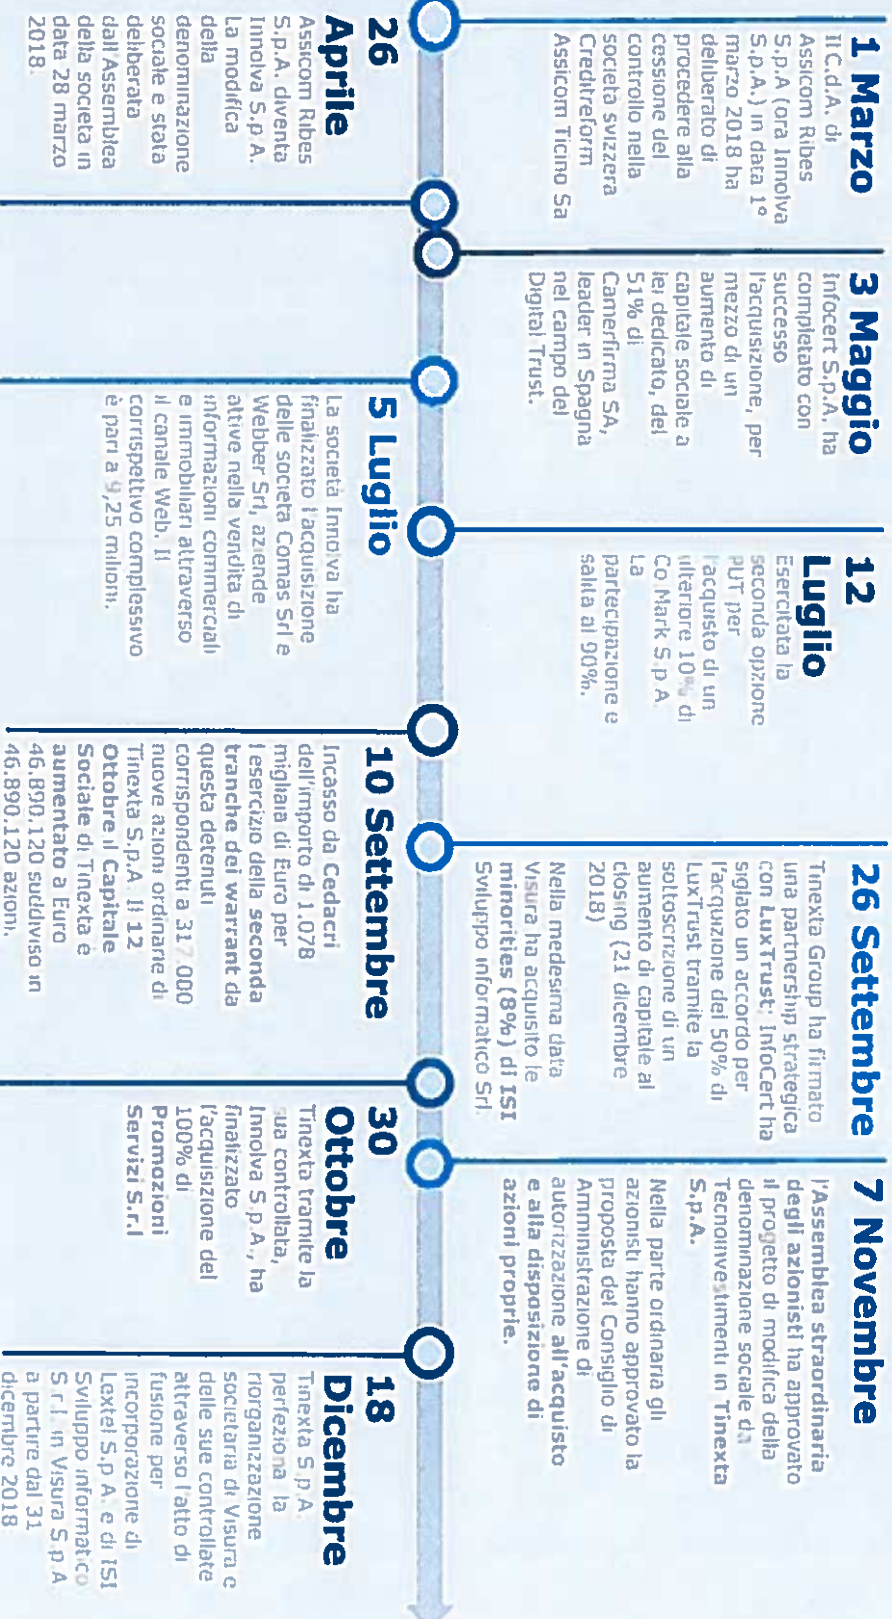 1 Marzo
Il C.d.A. di
Assicom Ribes
S.p.A (ora Innolva
S.p.A.) in data 1°
marzo 2018 ha
deliberato di
procedere alla
cessione del
controllo nella
società svizzera
Creditreform
Assicom Ticino Sa
26
Aprile
Assicom Ribes
S.p.A. diventa
Innolva S.p.A.
La modifica
della
denominazione
sociale è stata
deliberata
dall'Assemblea
della società in
data 28 marzo
2018.
3 Maggio
Infocert S.p.A. ha
completato con
successo
l'acquisizione, per
mezzo di un
aumento di
capitale sociale a
lei dedicato, del
51% di
Camerfirma SA,
leader in Spagna
nel campo del
Digital Trust.
5 Luglio
La società Innolva ha
finalizzato l'acquisizione
delle società Comas Srl e
Webber Srl, aziende
attive nella vendita di
informazioni commerciali
e immobiliari attraverso
il canale Web. Il
corrispettivo complessivo
è pari a 9,25 milioni.
12
Luglio
Esercitata la
seconda opzione
PUT per
l'acquisto di un
ulteriore 10% di
Co.Mark S.p.A.
La
partecipazione è
salita al 90%.
10 Settembre
Incasso da Cedacri
dell'importo di 1.078
migliaia di Euro per
l'esercizio della seconda
tranche dei warrant da
questa detenuti
corrispondenti a 317.000
nuove azioni ordinarie di
Tinexta S.p.A. Il 12
Ottobre il Capitale
Sociale di Tinexta è
aumentato a Euro
46.890.120 suddiviso in
46.890.120 azioni.
26 Settembre
Tinexta Group ha firmato
una partnership strategica
con LuxTrust: InfoCert ha
siglato un accordo per
l'acquizione del 50% di
LuxTrust tramite la
sottoscrizione di un
aumento di capitale al
closing (21 dicembre
2018)
Nella medesima data
Visura ha acquisito le
minorities (8%) di ISI
Sviluppo informatico Srl.
30
Ottobre
Tinexta tramite la
sua controllata,
Innolva S.p.A., ha
finalizzato
l'acquisizione del
100% di
Promozioni
Servizi S.r.l
7 Novembre
l'Assemblea straordinaria
degli azionisti ha approvato
il progetto di modifica della
denominazione sociale da
Tecnoinvestimenti in Tinexta
S.p.A.
Nella parte ordinaria gli
azionisti hanno approvato la
proposta del Consiglio di
Amministrazione di
autorizzazione all'acquisto
e alla disposizione di
azioni proprie.
18
Dicembre
Tinexta S.p.A.
perfeziona la
riorganizzazione
societaria di Visura e
delle sue controllate
attraverso l'atto di
fusione per
incorporazione di
Lextel S.p.A. e di ISI
Sviluppo Informatico
S.r.l. in Visura S.p.A.
a partire dal 31
dicembre 2018